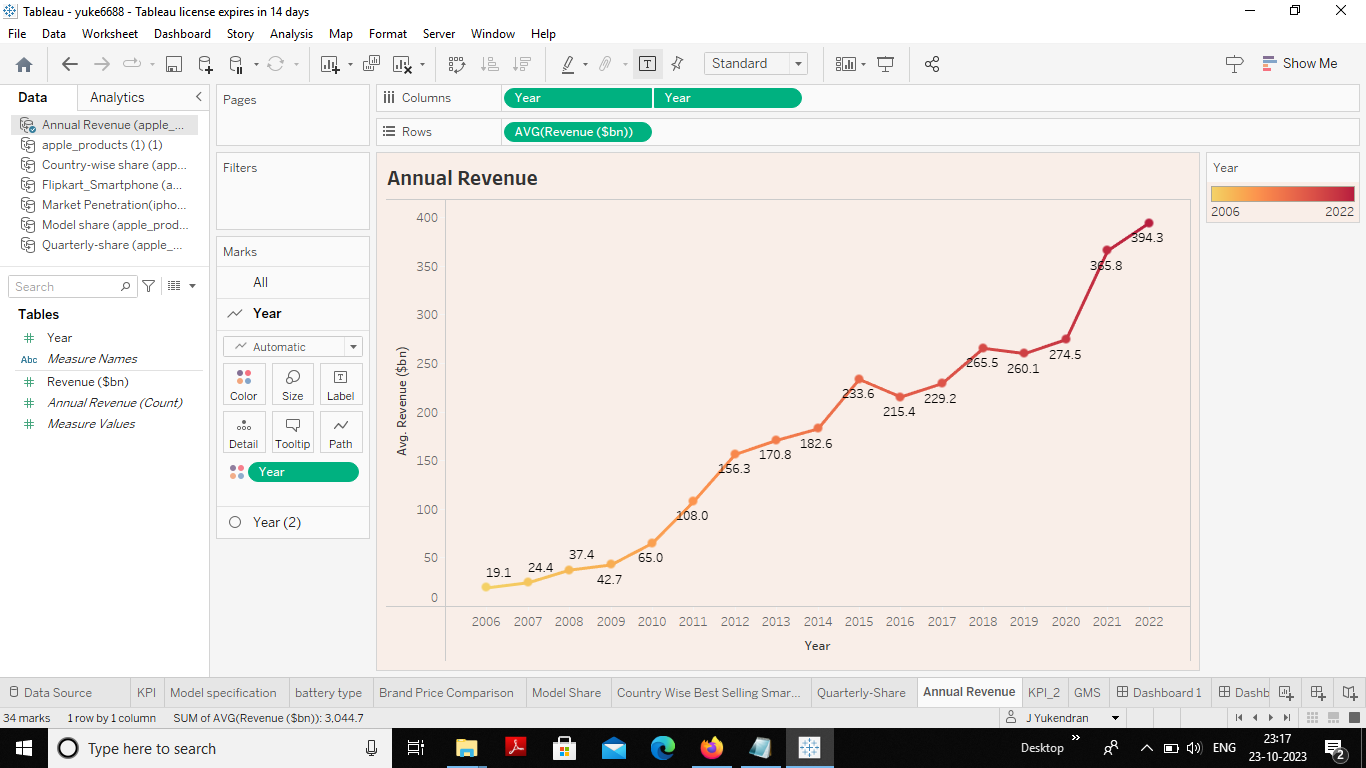 Tableau - yuke6688 - Tableau license expires in 14 days
File Data Worksheet Dashboard Story Analysis Map Format Server Window Help
Standard
Show Me
Data Analytics
Annual Revenue (apple_...
apple_products (1) (1)
Country-wise share (app...
Flipkart_Smartphone (a...
Market Penetration(ipho...
Model share (apple_prod...
Quarterly-share (apple_...
Search
Tables
Year
Abc Measure Names
Revenue ($bn)
Annual Revenue (Count)
Measure Values
Pages
Filters
Marks
All
Year
Automatic
Color Size Label
Detail Tooltip Path
Year
Year (2)
Columns Year Year
Rows AVG(Revenue ($bn))
Annual Revenue
Avg. Revenue ($bn)
400
350
300
250
200
150
100
50
0
19.1
24.4
37.4
42.7
65.0
108.0
156.3
170.8
182.6
233.6
215.4
229.2
265.5
260.1
274.5
365.8
394.3
2006 2007 2008 2009 2010 2011 2012 2013 2014 2015 2016 2017 2018 2019 2020 2021 2022
Year
Year
2006 2022
Data Source KPI Model specification battery type Brand Price Comparison Model Share Country Wise Best Selling Smar... Quarterly-Share Annual Revenue KPI_2 GMS Dashboard 1 Dashb
34 marks 1 row by 1 column SUM of AVG(Revenue ($bn)): 3,044.7 J Yukendran
Type here to search
Desktop
ENG
23:17
23-10-2023
2